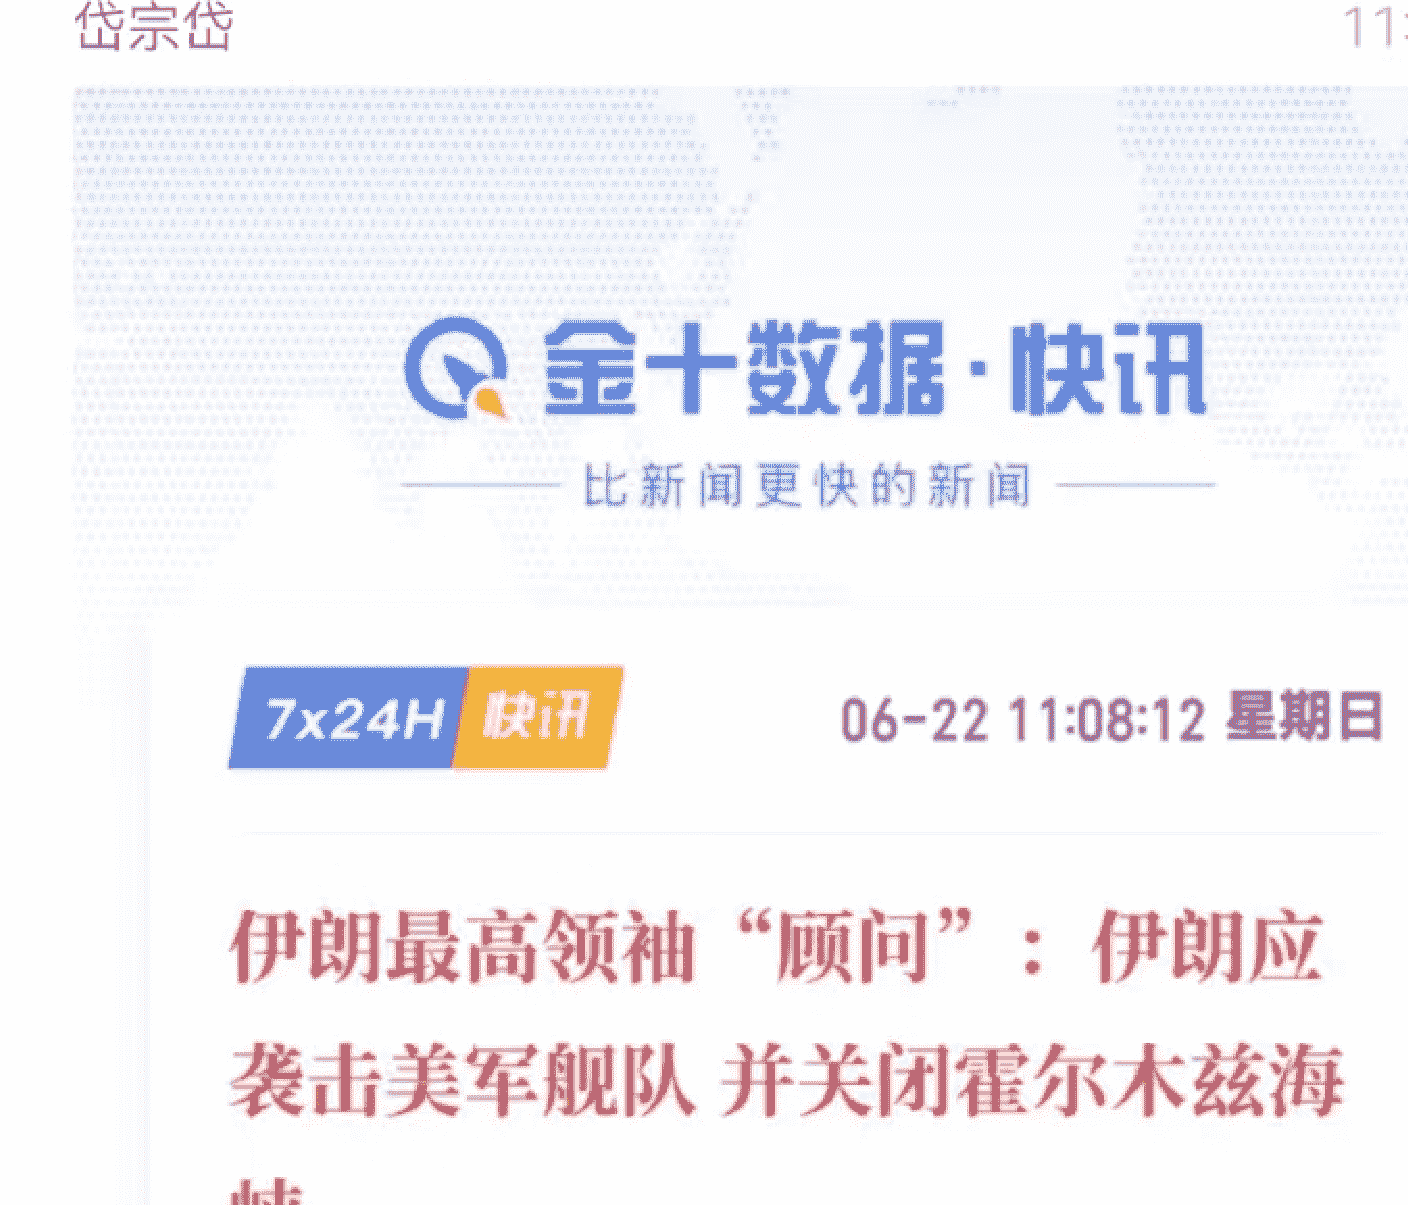 岱宗岱
11:
金十数据·快讯
比新闻更快的新闻
7x24H 快讯
06-22 11:08:12 星期日
伊朗最高领袖“顾问”：伊朗应
袭击美军舰队 并关闭霍尔木兹海
峡